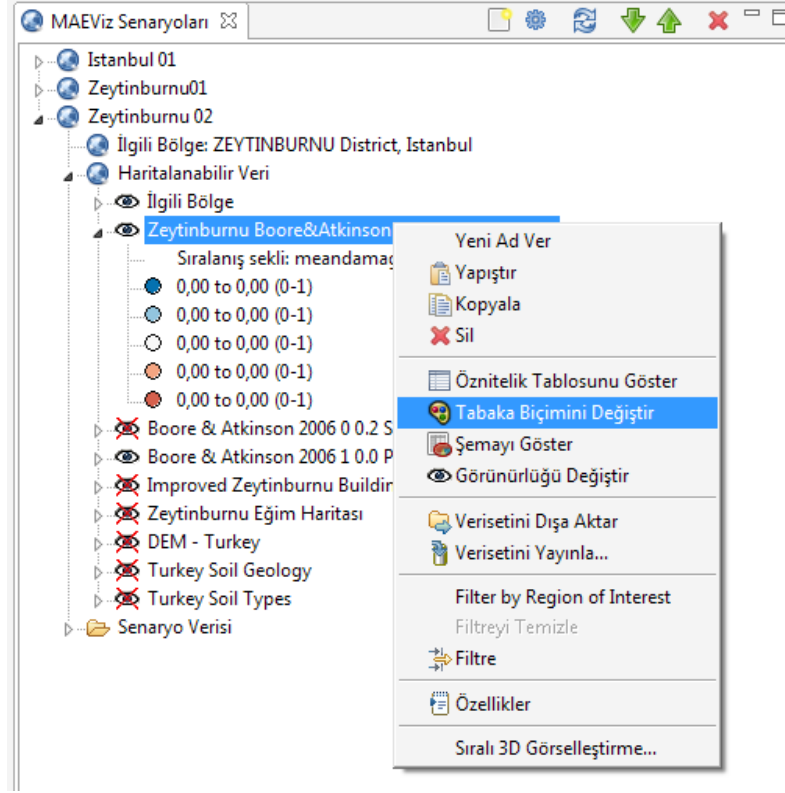 MAEViz Senaryoları
Istanbul 01
Zeytinburnu01
Zeytinburnu 02
İlgili Bölge: ZEYTINBURNU District, Istanbul
Haritalanabilir Veri
İlgili Bölge
Zeytinburnu Boore&Atkinson
Sıralanış sekli: meandamag
0,00 to 0,00 (0-1)
0,00 to 0,00 (0-1)
0,00 to 0,00 (0-1)
0,00 to 0,00 (0-1)
0,00 to 0,00 (0-1)
Boore & Atkinson 2006 0 0.2 S
Boore & Atkinson 2006 1 0.0 P
Improved Zeytinburnu Buildin
Zeytinburnu Eğim Haritası
DEM - Turkey
Turkey Soil Geology
Turkey Soil Types
Senaryo Verisi
Yeni Ad Ver
Yapıştır
Kopyala
Sil
Öznitelik Tablosunu Göster
Tabaka Biçimini Değiştir
Şemayı Göster
Görünürlüğü Değiştir
Verisetini Dışa Aktar
Verisetini Yayınla...
Filter by Region of Interest
Filtreyi Temizle
Filtre
Özellikler
Sıralı 3D Görselleştirme...